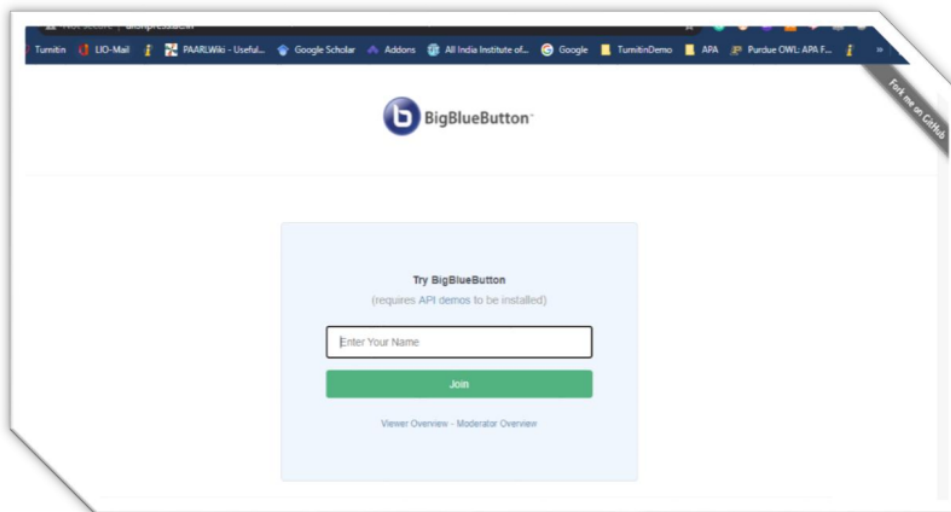 Turnitin LIO-Mail PAARLWiki - Useful... Google Scholar Addons All India Institute of... Google TurnitinDemo APA Purdue OWL: APA F... »
Fork me on GitHub
BigBlueButton
Try BigBlueButton
(requires API demos to be installed)
Enter Your Name
Join
Viewer Overview - Moderator Overview